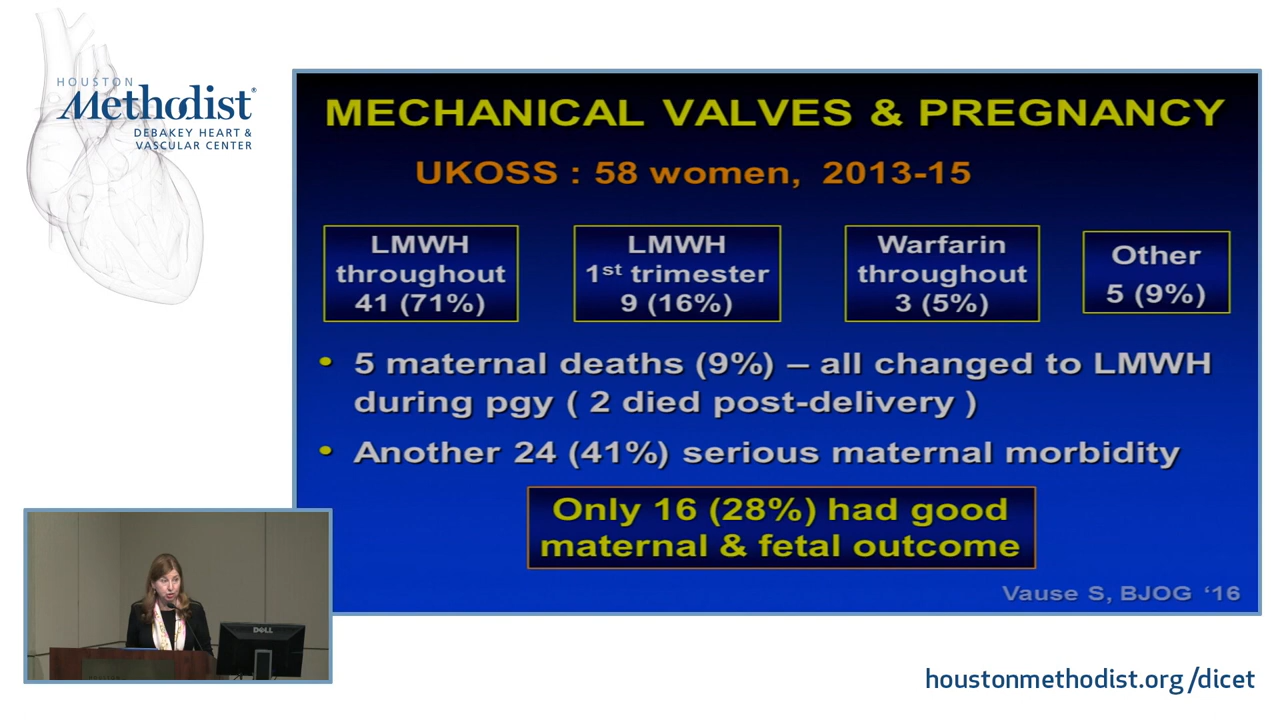 HOUSTON
Methodist®
DEBAKEY HEART &
VASCULAR CENTER
MECHANICAL VALVES & PREGNANCY
UKOSS : 58 women, 2013-15
LMWH
throughout
41 (71%)
LMWH
1st trimester
9 (16%)
Warfarin
throughout
3 (5%)
Other
5 (9%)
• 5 maternal deaths (9%) – all changed to LMWH
during pgy ( 2 died post-delivery )
• Another 24 (41%) serious maternal morbidity
Only 16 (28%) had good
maternal & fetal outcome
Vause S, BJOG ‘16
DELL
houstonmethodist.org/dicet